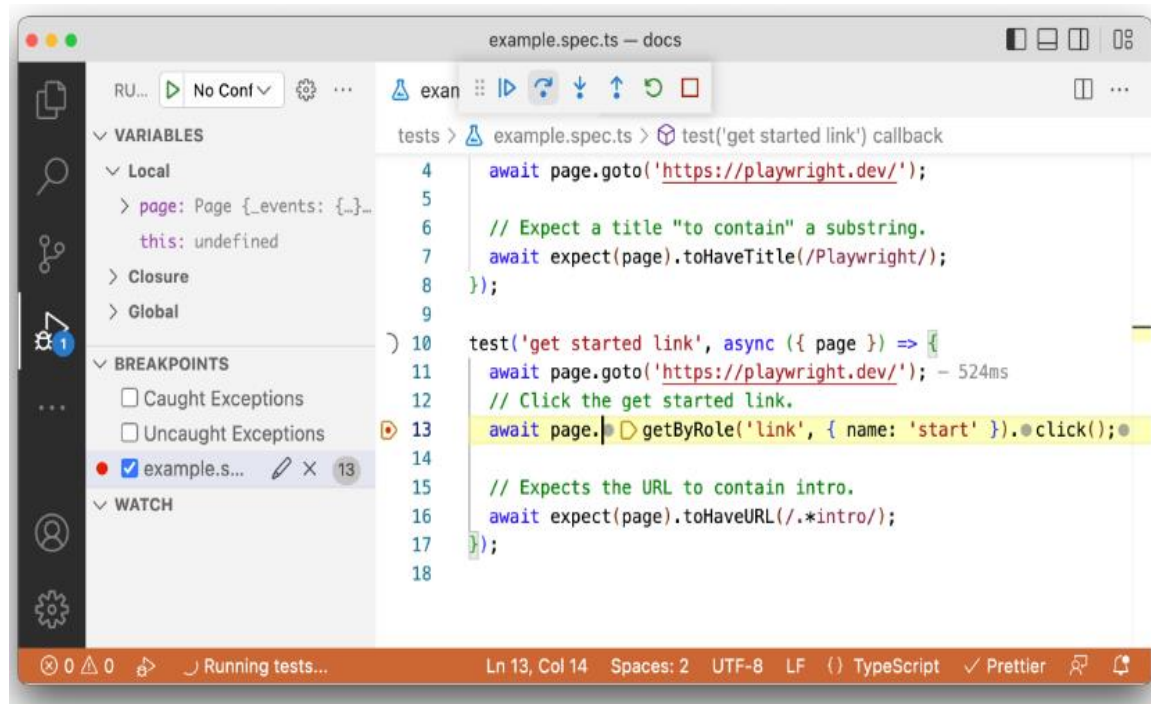 example.spec.ts — docs
RU... No Conf
exam
VARIABLES
Local
page: Page {_events: {…}…
this: undefined
Closure
Global
1
BREAKPOINTS
Caught Exceptions
Uncaught Exceptions
example.s... 13
WATCH
tests > example.spec.ts > test('get started link') callback
4 await page.goto('https://playwright.dev/');
5
6 // Expect a title "to contain" a substring.
7 await expect(page).toHaveTitle(/Playwright/);
8 });
9
10 test('get started link', async ({ page }) => {
11 await page.goto('https://playwright.dev/'); — 524ms
12 // Click the get started link.
13 await page.getByRole('link', { name: 'start' }).click();
14
15 // Expects the URL to contain intro.
16 await expect(page).toHaveURL(/.*intro/);
17 });
18
0 0 Running tests... Ln 13, Col 14 Spaces: 2 UTF-8 LF {} TypeScript Prettier